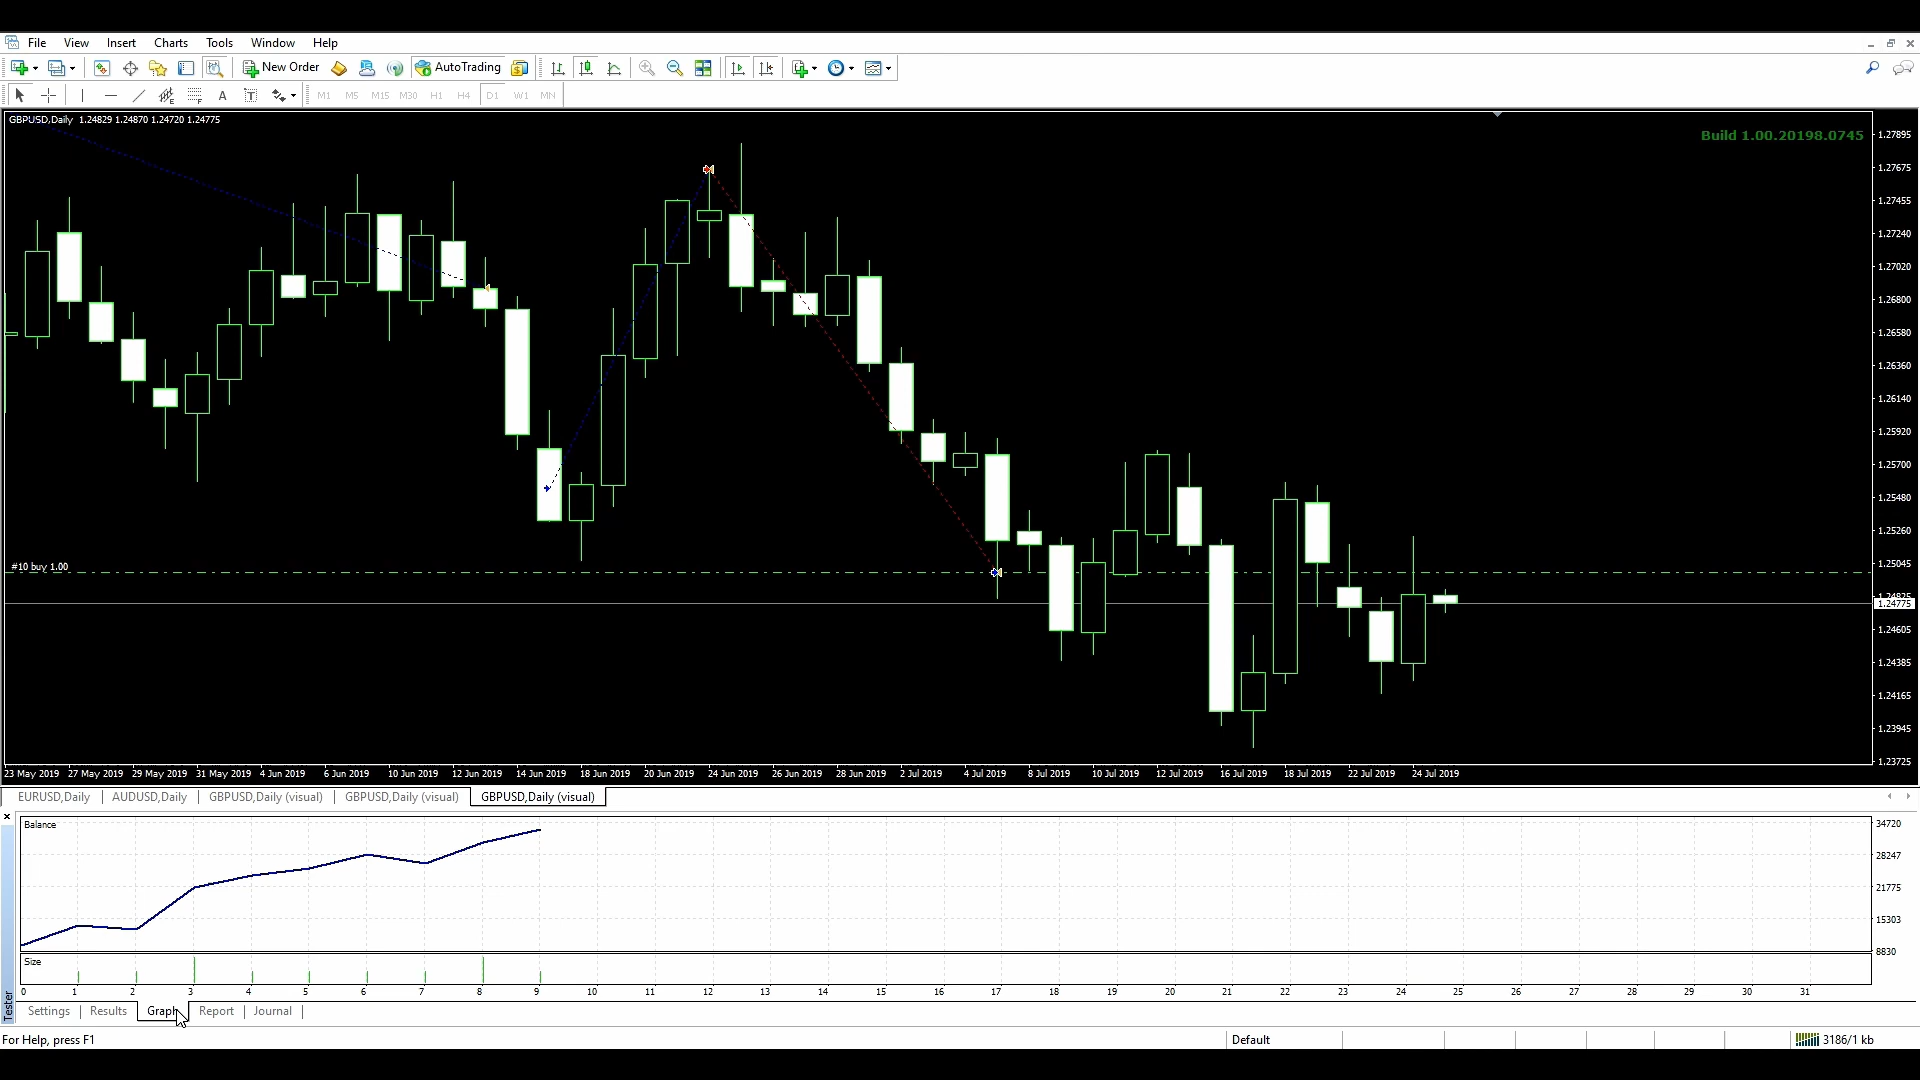 File View Insert Charts Tools Window Help
New Order AutoTrading
A T M1 M5 M15 M30 H1 H4 D1 W1 MN
GBPUSD,Daily 1.24829 1.24870 1.24720 1.24775
Build 1.00.20198.0745
1.27895
1.27675
1.27455
1.27240
1.27020
1.26800
1.26580
1.26360
1.26140
1.25920
1.25700
1.25480
1.25260
#10 buy 1.00
1.25045
1.24825
1.24775
1.24605
1.24385
1.24165
1.23945
1.23725
23 May 2019 27 May 2019 29 May 2019 31 May 2019 4 Jun 2019 6 Jun 2019 10 Jun 2019 12 Jun 2019 14 Jun 2019 18 Jun 2019 20 Jun 2019 24 Jun 2019 26 Jun 2019 28 Jun 2019 2 Jul 2019 4 Jul 2019 8 Jul 2019 10 Jul 2019 12 Jul 2019 16 Jul 2019 18 Jul 2019 22 Jul 2019 24 Jul 2019
EURUSD,Daily AUDUSD,Daily GBPUSD,Daily (visual) GBPUSD,Daily (visual) GBPUSD,Daily (visual)
Balance
34720
28247
21775
15303
8830
Size
0 1 2 3 4 5 6 7 8 9 10 11 12 13 14 15 16 17 18 19 20 21 22 23 24 25 26 27 28 29 30 31
Tester
Settings Results Graph Report Journal
For Help, press F1
Default
3186/1 kb